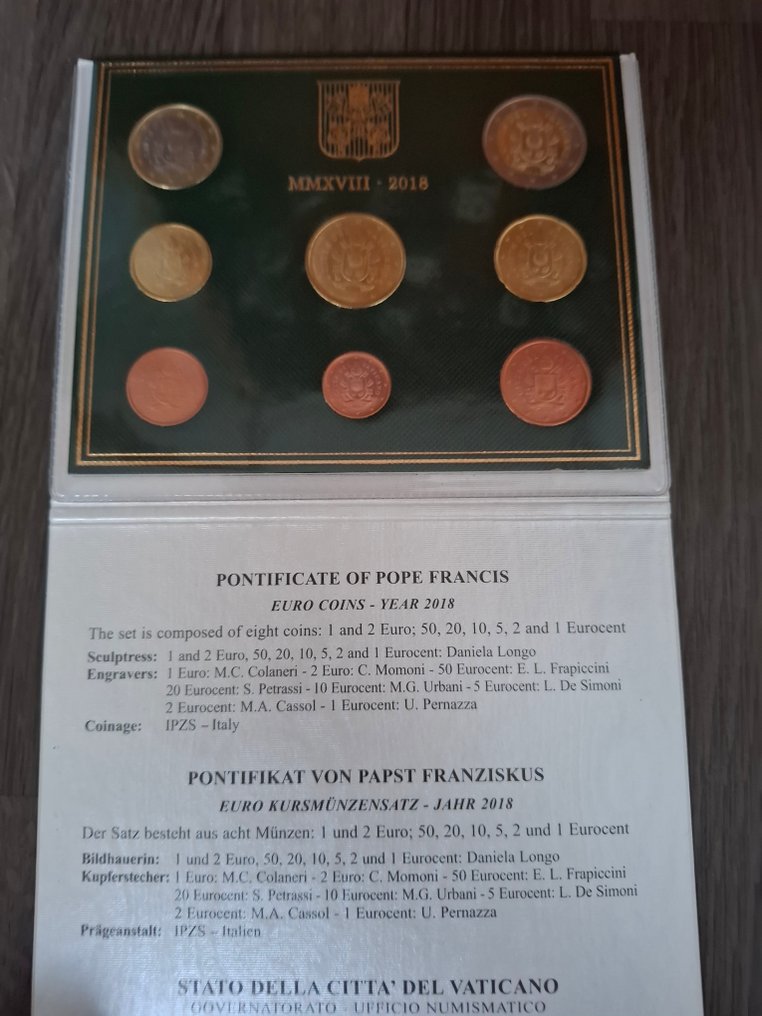 MMXVIII · 2018
PONTIFICATE OF POPE FRANCIS
EURO COINS - YEAR 2018
The set is composed of eight coins: 1 and 2 Euro; 50, 20, 10, 5, 2 and 1 Eurocent
Sculptress: 1 and 2 Euro, 50, 20, 10, 5, 2 and 1 Eurocent: Daniela Longo
Engravers: 1 Euro: M.C. Colaneri - 2 Euro: C. Momoni - 50 Eurocent: E. L. Frapiccini
20 Eurocent: S. Petrassi - 10 Eurocent: M.G. Urbani - 5 Eurocent: L. De Simoni
2 Eurocent: M.A. Cassol - 1 Eurocent: U. Pernazza
Coinage: IPZS – Italy
PONTIFIKAT VON PAPST FRANZISKUS
EURO KURSMÜNZENSATZ - JAHR 2018
Der Satz besteht aus acht Münzen: 1 und 2 Euro; 50, 20, 10, 5, 2 und 1 Eurocent
Bildhauerin: 1 und 2 Euro, 50, 20, 10, 5, 2 und 1 Eurocent: Daniela Longo
Kupferstecher: 1 Euro: M.C. Colaneri - 2 Euro: C. Momoni - 50 Eurocent: E. L. Frapiccini
20 Eurocent: S. Petrassi - 10 Eurocent: M.G. Urbani - 5 Eurocent: L. De Simoni
2 Eurocent: M.A. Cassol - 1 Eurocent: U. Pernazza
Prägeanstalt: IPZS – Italien
STATO DELLA CITTA' DEL VATICANO
GOVERNATORATO - UFFICIO NUMISMATICO